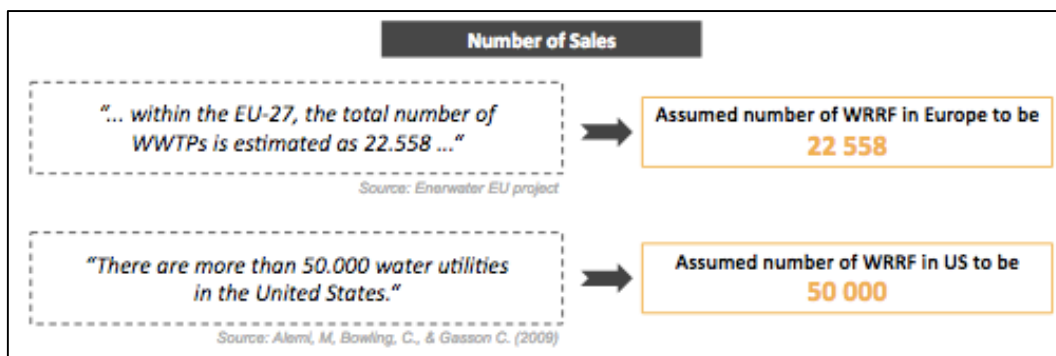 Number of Sales
"... within the EU-27, the total number of
WWTPs is estimated as 22.558 ..."
Assumed number of WRRF in Europe to be
22 558
Source: Enerwater EU project
"There are more than 50.000 water utilities
in the United States."
Assumed number of WRRF in US to be
50 000
Source: Alemi, M, Bowling, C., & Gasson C. (2009)